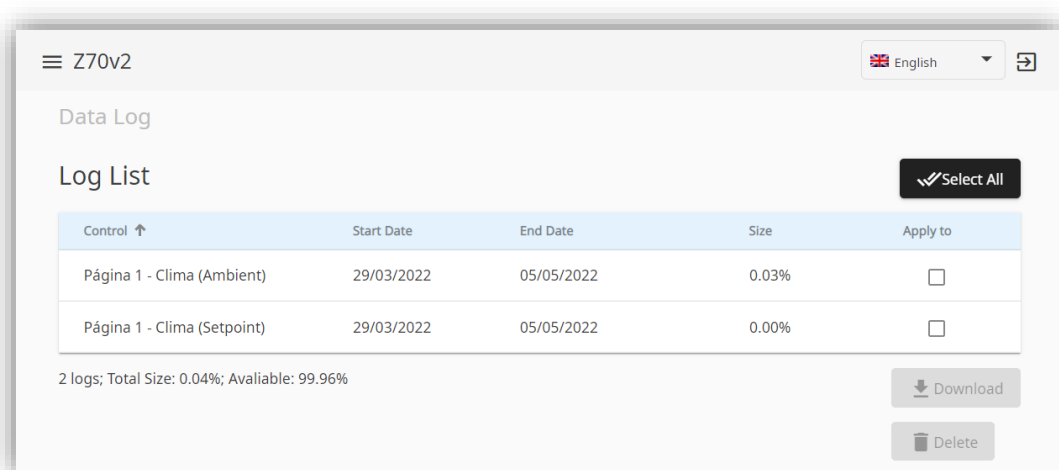 Z70v2 English
Data Log
Log List Select All
Control Start Date End Date Size Apply to
Página 1 - Clima (Ambient) 29/03/2022 05/05/2022 0.03%
Página 1 - Clima (Setpoint) 29/03/2022 05/05/2022 0.00%
2 logs; Total Size: 0.04%; Avaliable: 99.96%
Download
Delete